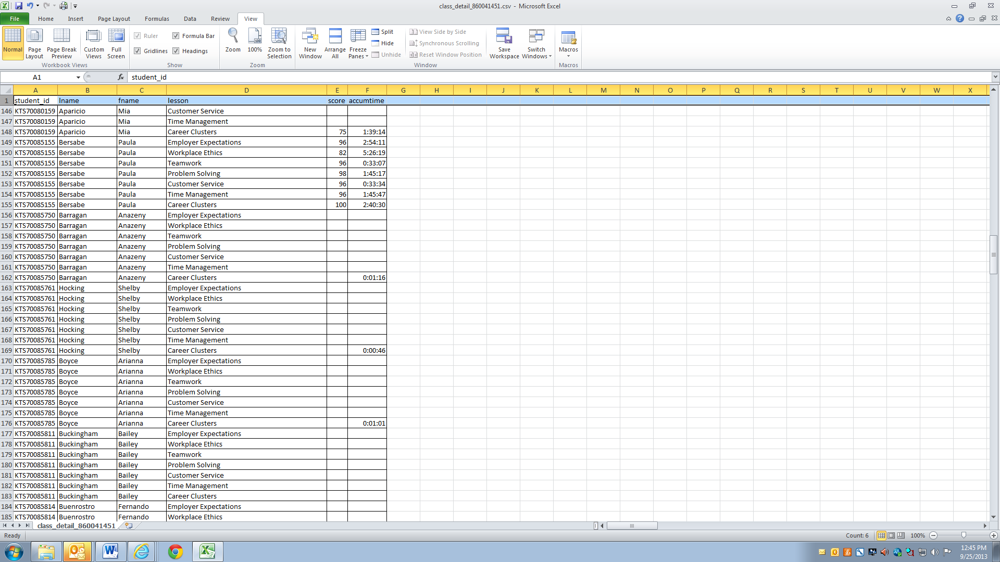 class_detail_860041451.csv - Microsoft Excel
File Home Insert Page Layout Formulas Data Review View
Normal Page Layout Page Break Preview Custom Views Full Screen
Workbook Views
Ruler Formula Bar
Gridlines Headings
Show
Zoom 100% Zoom to Selection
Zoom
New Window Arrange All Freeze Panes
Split
Hide
Unhide
View Side by Side
Synchronous Scrolling
Reset Window Position
Window
Save Workspace Switch Windows
Macros
Macros
A1 fx student_id
A B C D E F G H I J K L M N O P Q R S T U V W X
1 student_id lname fname lesson score accumtime
146 KTS70080159 Aparicio Mia Customer Service
147 KTS70080159 Aparicio Mia Time Management
148 KTS70080159 Aparicio Mia Career Clusters 75 1:39:14
149 KTS70085155 Bersabe Paula Employer Expectations 96 2:54:11
150 KTS70085155 Bersabe Paula Workplace Ethics 82 5:26:19
151 KTS70085155 Bersabe Paula Teamwork 96 0:33:07
152 KTS70085155 Bersabe Paula Problem Solving 98 1:45:17
153 KTS70085155 Bersabe Paula Customer Service 96 0:33:34
154 KTS70085155 Bersabe Paula Time Management 96 1:45:47
155 KTS70085155 Bersabe Paula Career Clusters 100 2:40:30
156 KTS70085750 Barragan Anazeny Employer Expectations
157 KTS70085750 Barragan Anazeny Workplace Ethics
158 KTS70085750 Barragan Anazeny Teamwork
159 KTS70085750 Barragan Anazeny Problem Solving
160 KTS70085750 Barragan Anazeny Customer Service
161 KTS70085750 Barragan Anazeny Time Management
162 KTS70085750 Barragan Anazeny Career Clusters 0:01:16
163 KTS70085761 Hocking Shelby Employer Expectations
164 KTS70085761 Hocking Shelby Workplace Ethics
165 KTS70085761 Hocking Shelby Teamwork
166 KTS70085761 Hocking Shelby Problem Solving
167 KTS70085761 Hocking Shelby Customer Service
168 KTS70085761 Hocking Shelby Time Management
169 KTS70085761 Hocking Shelby Career Clusters 0:00:46
170 KTS70085785 Boyce Arianna Employer Expectations
171 KTS70085785 Boyce Arianna Workplace Ethics
172 KTS70085785 Boyce Arianna Teamwork
173 KTS70085785 Boyce Arianna Problem Solving
174 KTS70085785 Boyce Arianna Customer Service
175 KTS70085785 Boyce Arianna Time Management
176 KTS70085785 Boyce Arianna Career Clusters 0:01:01
177 KTS70085811 Buckingham Bailey Employer Expectations
178 KTS70085811 Buckingham Bailey Workplace Ethics
179 KTS70085811 Buckingham Bailey Teamwork
180 KTS70085811 Buckingham Bailey Problem Solving
181 KTS70085811 Buckingham Bailey Customer Service
182 KTS70085811 Buckingham Bailey Time Management
183 KTS70085811 Buckingham Bailey Career Clusters
184 KTS70085814 Buenrostro Fernando Employer Expectations
185 KTS70085814 Buenrostro Fernando Workplace Ethics
class_detail_860041451
Ready Count: 6 100%
12:45 PM
9/25/2013